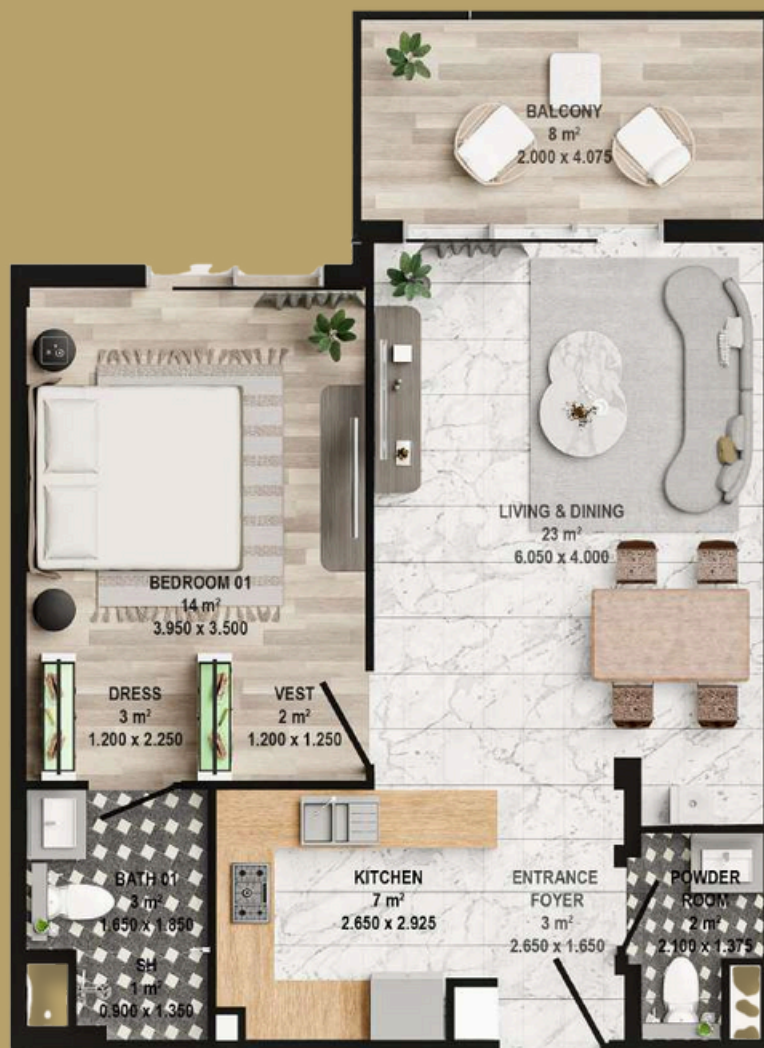 BALCONY
8 m²
2.000 x 4.075
LIVING & DINING
23 m²
6.050 x 4.000
BEDROOM 01
14 m²
3.950 x 3.500
DRESS
3 m²
1.200 x 2.250
VEST
2 m²
1.200 x 1.250
BATH 01
3 m²
1.650 x 1.850
SH
1 m²
0.900 x 1.350
KITCHEN
7 m²
2.650 x 2.925
ENTRANCE
FOYER
3 m²
2.650 x 1.650
POWDER
ROOM
2 m²
2.100 x 1.375